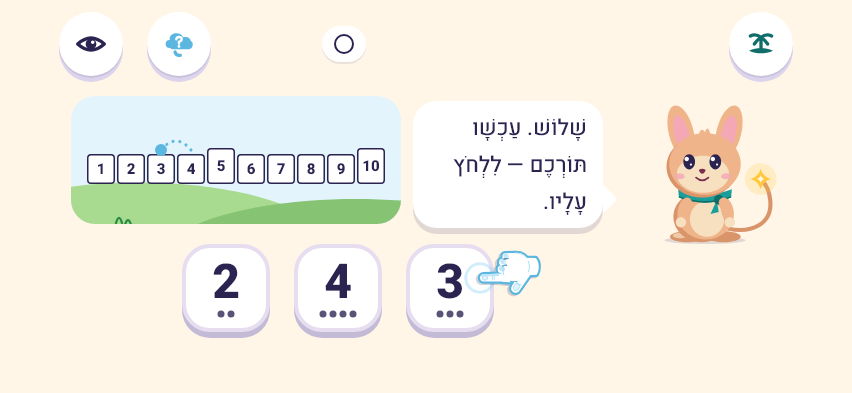 ?
1 2 3 4 5 6 7 8 9 10
שָׁלוֹשׁ. עַכְשָׁו
תּוֹרְכֶם – לִלְחֹץ
עָלָיו.
2 4 3